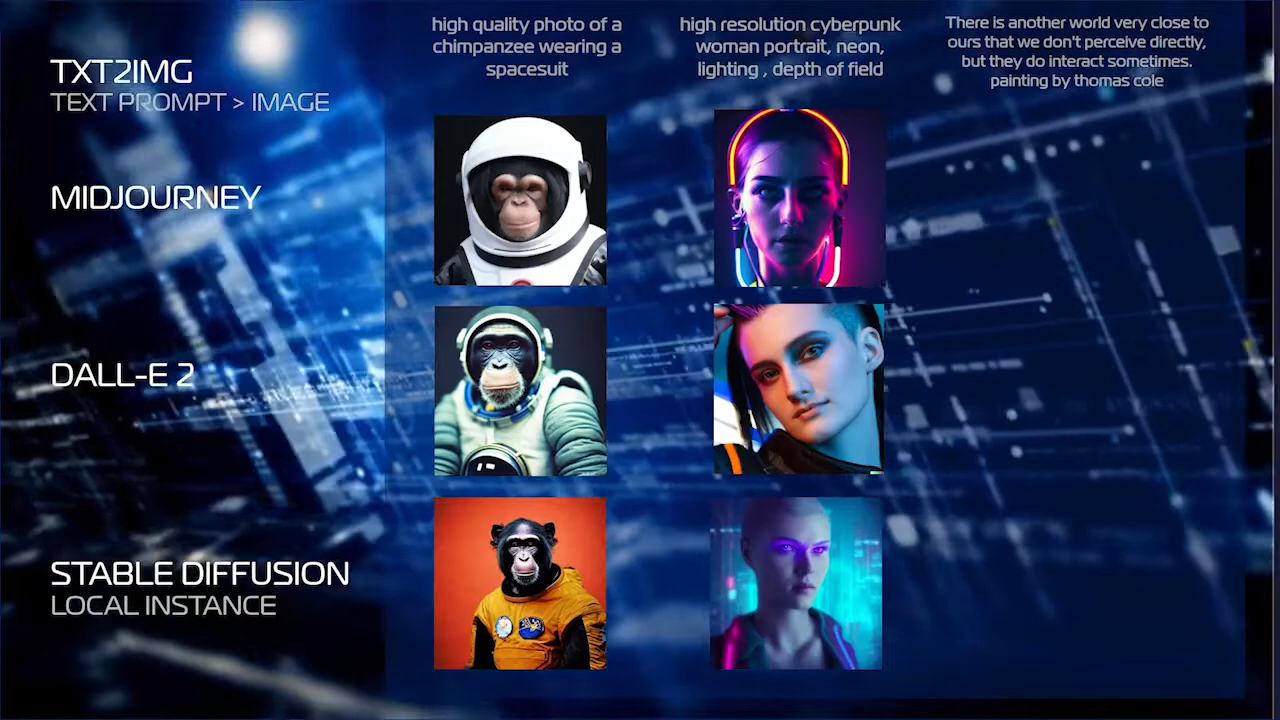 TXT2IMG
TEXT PROMPT > IMAGE
high quality photo of a
chimpanzee wearing a
spacesuit
high resolution cyberpunk
woman portrait, neon,
lighting , depth of field
There is another world very close to
ours that we don't perceive directly,
but they do interact sometimes.
painting by thomas cole
MIDJOURNEY
DALL-E 2
STABLE DIFFUSION
LOCAL INSTANCE